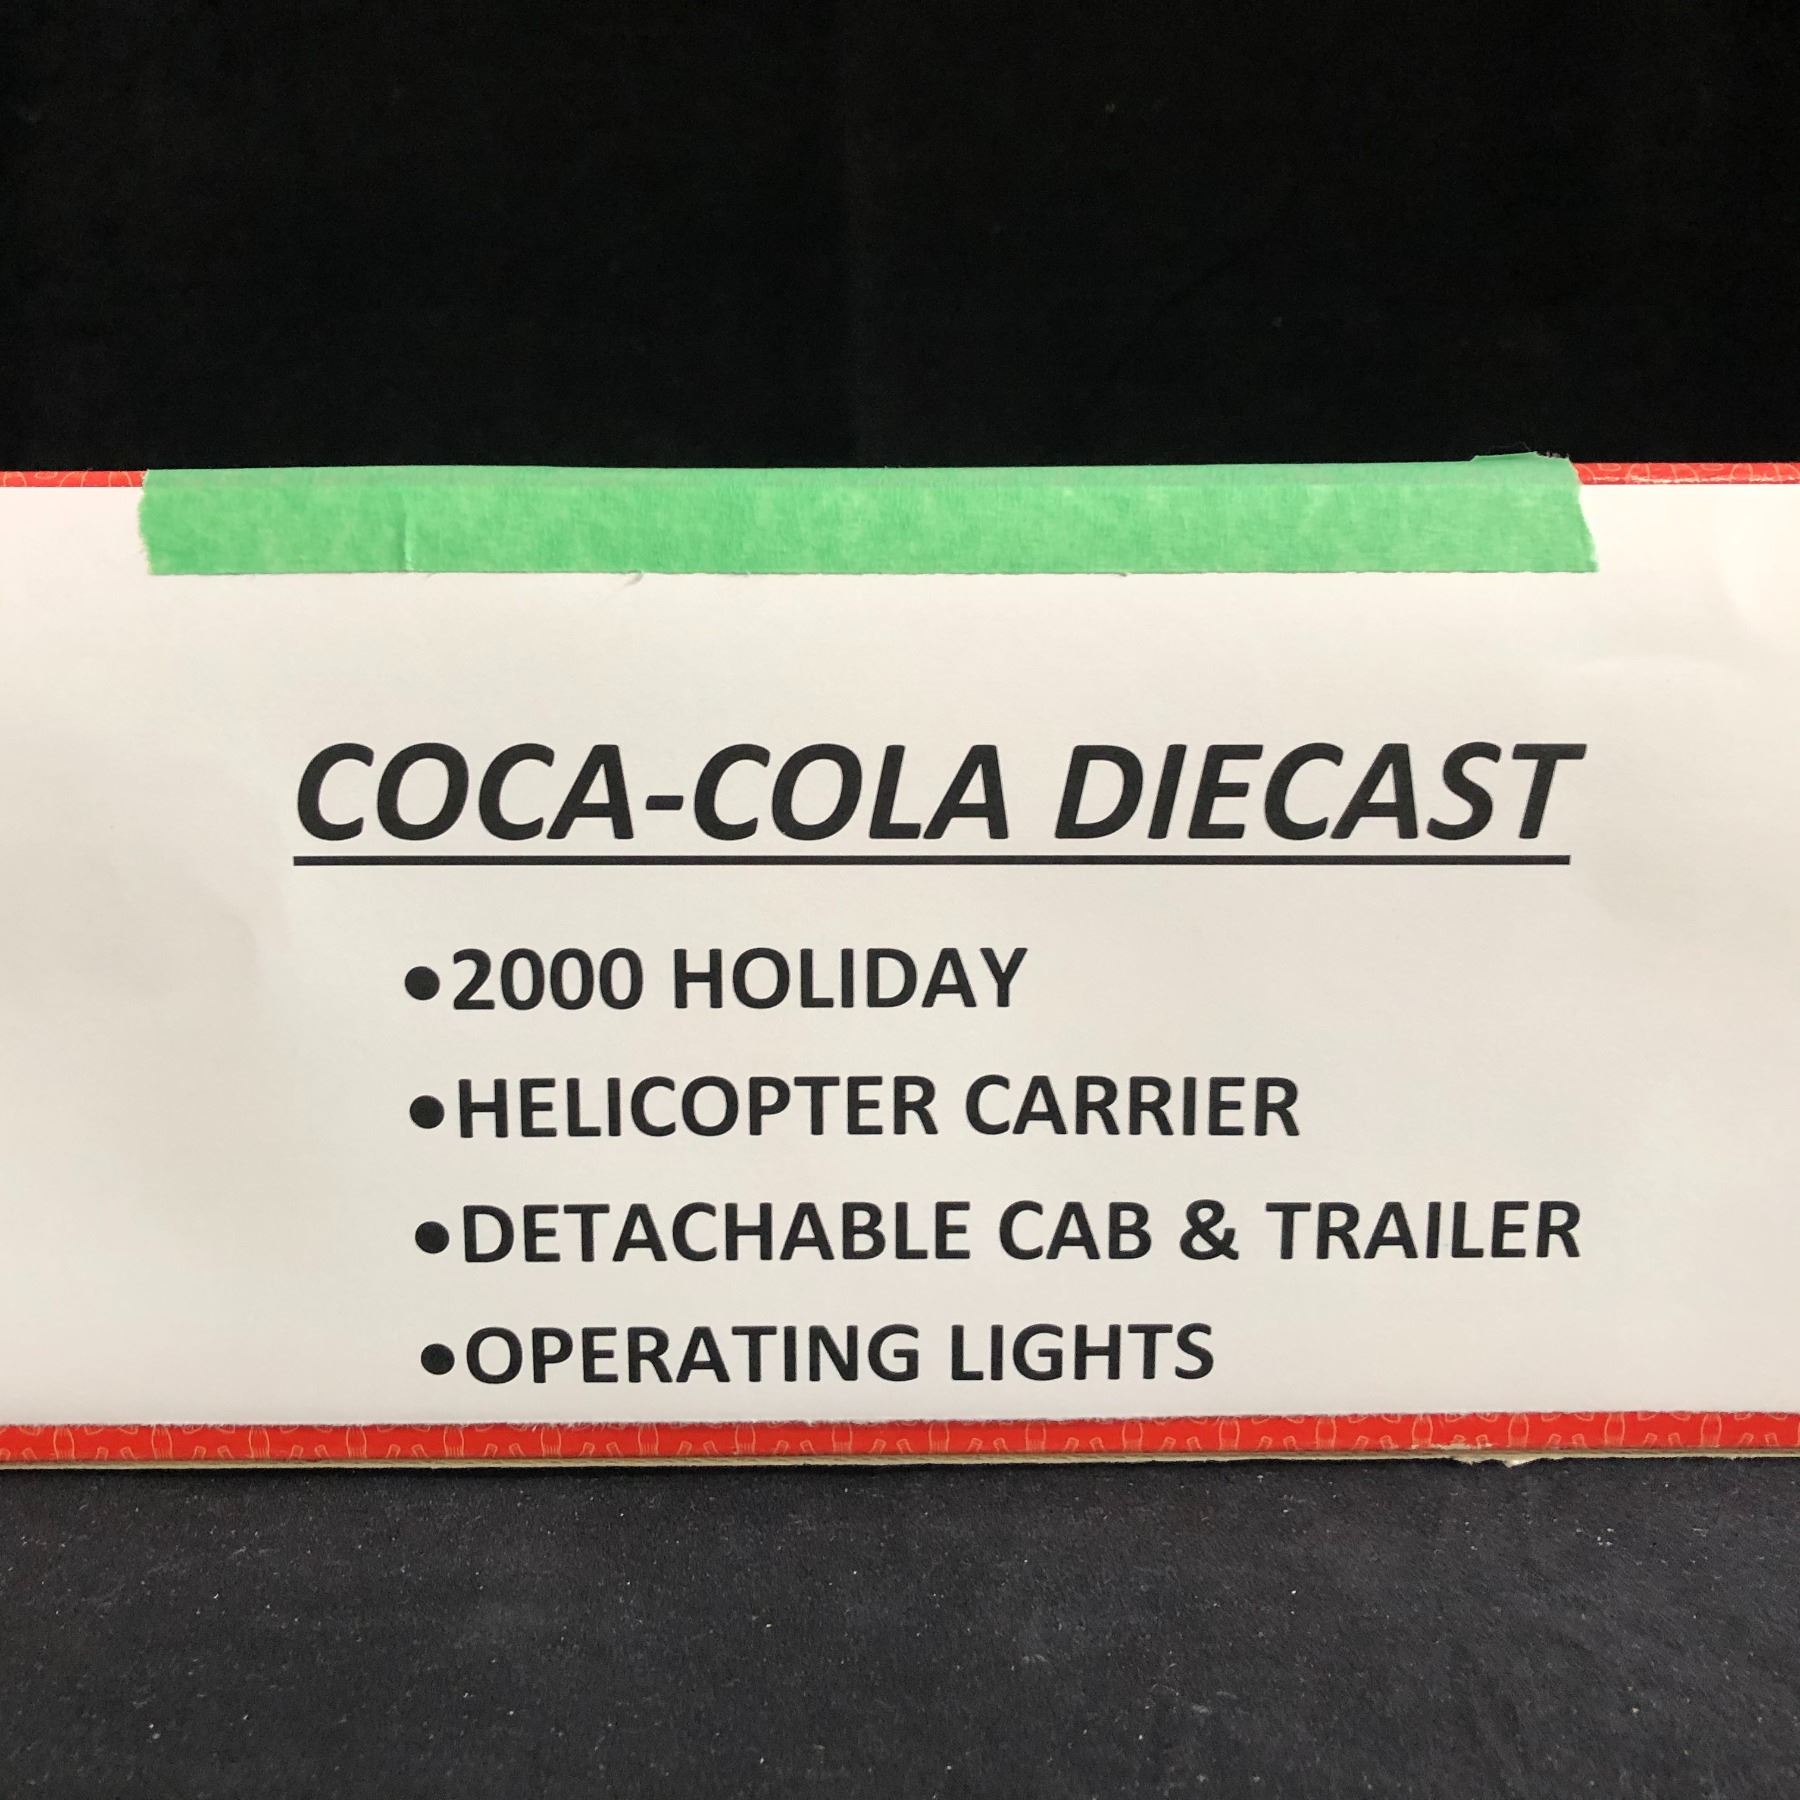 COCA-COLA DIECAST
•2000 HOLIDAY
•HELICOPTER CARRIER
•DETACHABLE CAB & TRAILER
•OPERATING LIGHTS